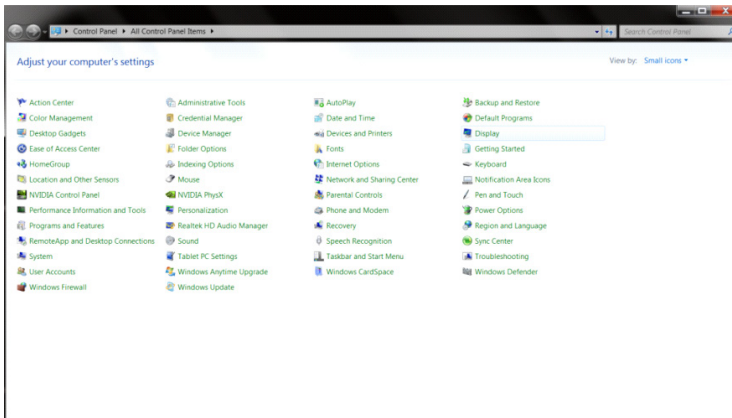 Control Panel ▸ All Control Panel Items ▸
Search Control Panel
Adjust your computer's settings
View by: Small icons
Action Center
Administrative Tools
AutoPlay
Backup and Restore
Color Management
Credential Manager
Date and Time
Default Programs
Desktop Gadgets
Device Manager
Devices and Printers
Display
Ease of Access Center
Folder Options
Fonts
Getting Started
HomeGroup
Indexing Options
Internet Options
Keyboard
Location and Other Sensors
Mouse
Network and Sharing Center
Notification Area Icons
NVIDIA Control Panel
NVIDIA PhysX
Parental Controls
Pen and Touch
Performance Information and Tools
Personalization
Phone and Modem
Power Options
Programs and Features
Realtek HD Audio Manager
Recovery
Region and Language
RemoteApp and Desktop Connections
Sound
Speech Recognition
Sync Center
System
Tablet PC Settings
Taskbar and Start Menu
Troubleshooting
User Accounts
Windows Anytime Upgrade
Windows CardSpace
Windows Defender
Windows Firewall
Windows Update